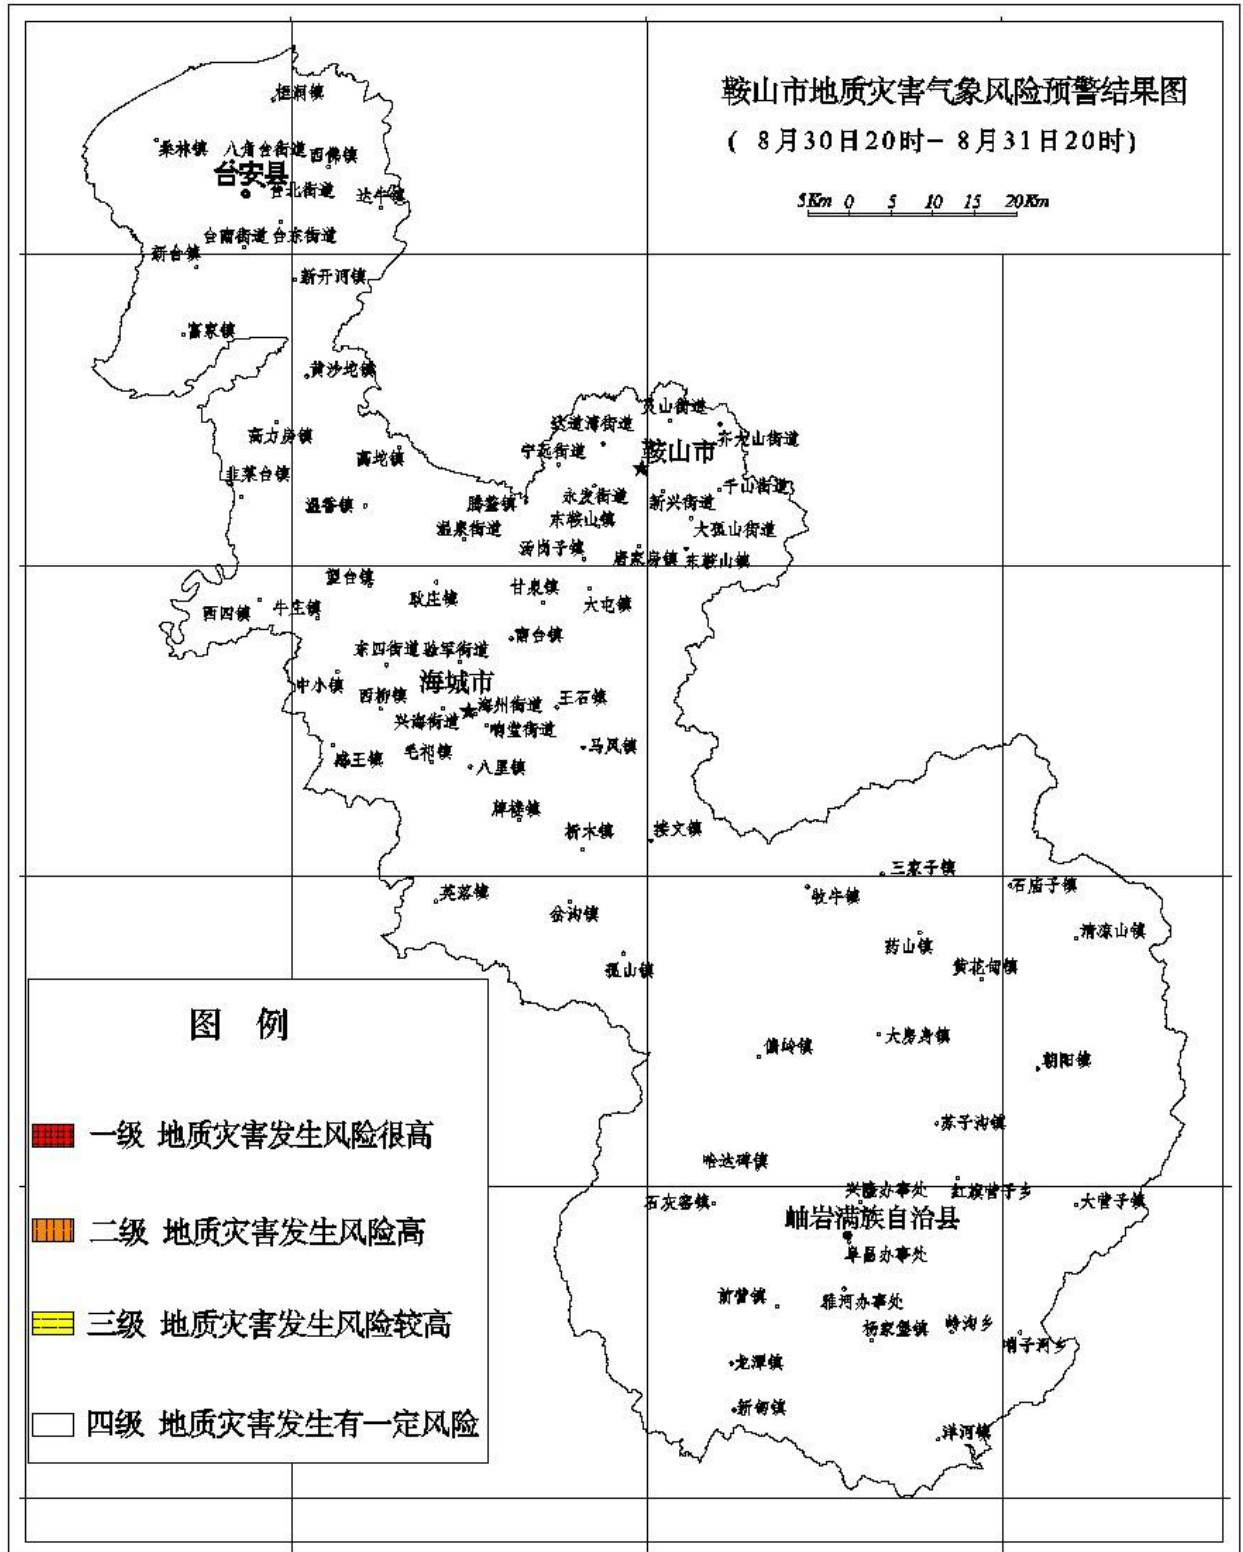 鞍山市地质灾害气象风险预警结果图
( 8月30日20时- 8月31日20时)
5Km 0 5 10 15 20Km
桓洞镇
桑林镇 八角台街道 西佛镇
台安县
台北街道 达牛镇
台南街道 台东街道
新台镇
新开河镇
富家镇
黄沙坨镇
灵山街道
达道湾街道
高力房镇 齐大山街道
宁远街道 鞍山市
高坨镇
韭菜台镇
千山街道
永发街道 新兴街道
温香镇 腾鳌镇
东鞍山镇
温泉街道 大孤山街道
汤岗子镇 唐家房镇 东鞍山镇
望台镇
耿庄镇 甘泉镇
西四镇 牛庄镇 大屯镇
南台镇
东四街道 验军街道
中小镇 西柳镇 海城市
海州街道 王石镇
兴海街道 响堂街道
感王镇 毛祁镇 马风镇
八里镇
牌楼镇
析木镇 接文镇
三家子镇
英落镇 牧牛镇 石庙子镇
岔沟镇
清凉山镇
药山镇
孤山镇 黄花甸镇
图 例
偏岭镇 大房身镇
朝阳镇
一级 地质灾害发生风险很高
苏子沟镇
哈达碑镇
石灰窑镇 兴隆办事处 红旗营子乡 大营子镇
二级 地质灾害发生风险高
岫岩满族自治县
阜昌办事处
前营镇 雅河办事处
三级 地质灾害发生风险较高
杨家堡镇 岭沟乡
哨子河乡
龙潭镇
新甸镇
四级 地质灾害发生有一定风险
洋河镇